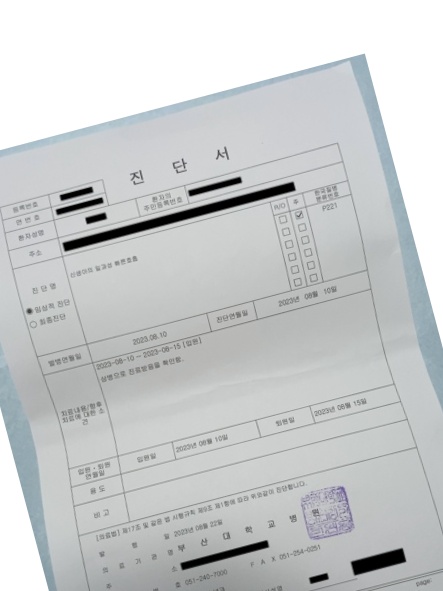 진 단 서
등록번호
연 번 호
환자의
주민등록번호
환자성명
주소
R/O 주 한국질병
분류번호
진 단 명 신생아의 일과성 빠른호흡 P221
임상적 진단
최종진단
발병연월일 2023.08.10 진단연월일 2023년 08월 10일
2023-08-10 ~ 2023-08-15 [입원]
상병으로 진료받음을 확인함.
치료내용/향후
치료에 대한 소
견
입원ㆍ퇴원
연월일 입원일 2023년 08월 10일 퇴원일 2023년 08월 15일
용 도
비 고
[의료법] 제17조 및 같은 법 시행규칙 제9조 제1항에 따라 위와같이 진단합니다.
발 행 일 2023년 08월 22일
의 료 기 관 명 부 산 대 학 교 병 원
소
호 051-240-7000 F A X 051-254-0251
page-